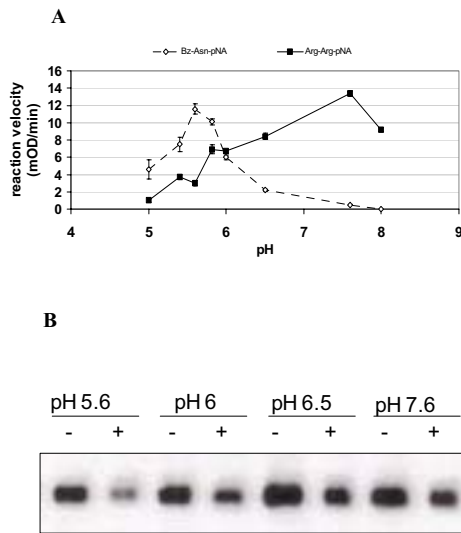 A
Bz-Asn-pNA
Arg-Arg-pNA
reaction velocity
(mOD/min)
16
14
12
10
8
6
4
2
0
4 5 6 7 8 9
pH
B
pH 5.6 pH 6 pH 6.5 pH 7.6
- + - + - + - +